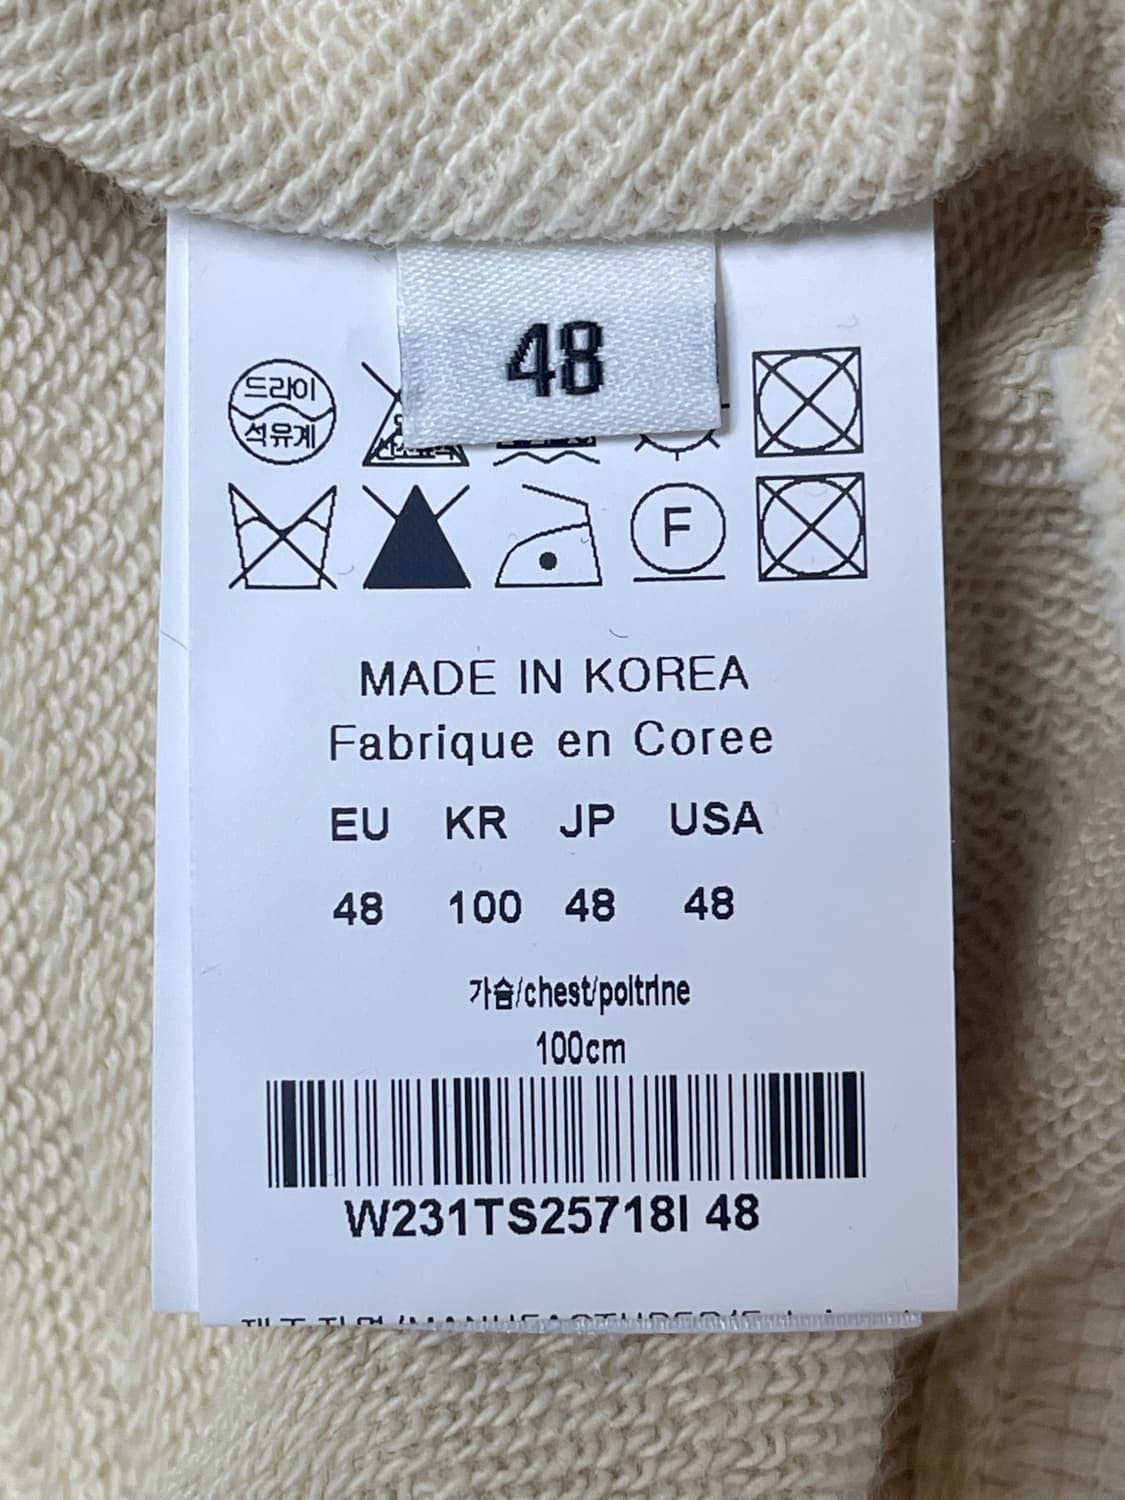 48
드라이
석유계
F
MADE IN KOREA
Fabrique en Coree
EU KR JP USA
48 100 48 48
가슴/chest/poltrine
100cm
W231TS25718I 48